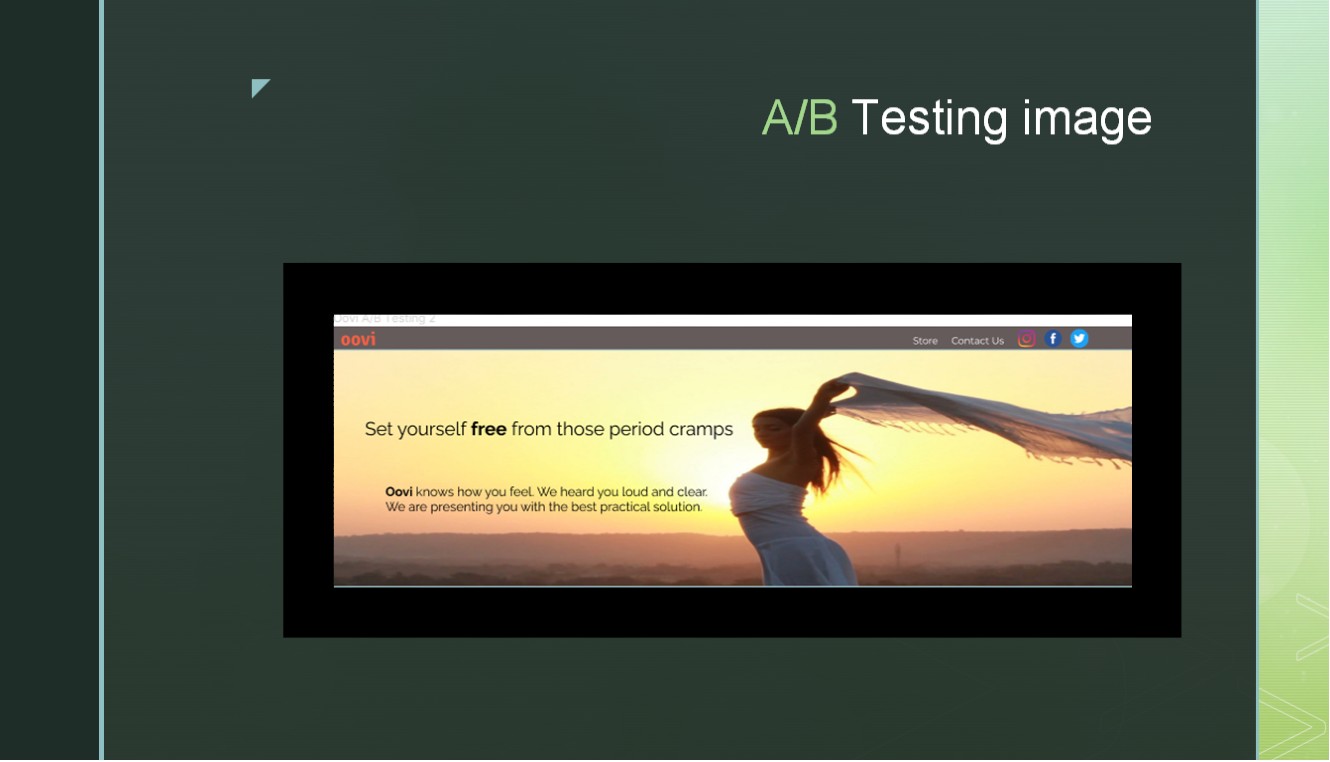 A/B Testing image
Oovi A/B Testing 2
oovi
Store Contact Us
Set yourself free from those period cramps
Oovi knows how you feel. We heard you loud and clear.
We are presenting you with the best practical solution.